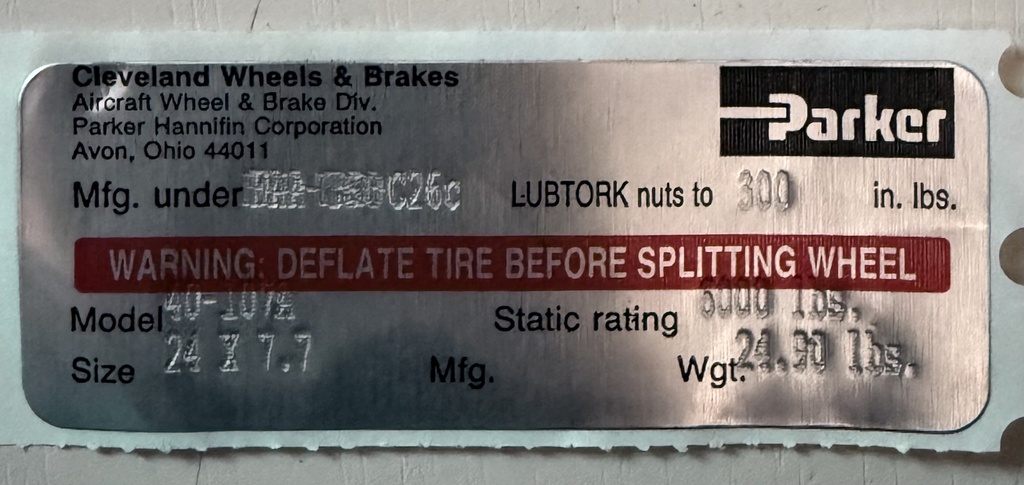 Cleveland Wheels & Brakes
Aircraft Wheel & Brake Div.
Parker Hannifin Corporation
Avon, Ohio 44011
Parker
Mfg. under C26c LUBTORK nuts to 300 in. lbs.
WARNING: DEFLATE TIRE BEFORE SPLITTING WHEEL
Model 40-107A Static rating lbs.
Size 24 X 7.7 Mfg. Wgt. lbs.